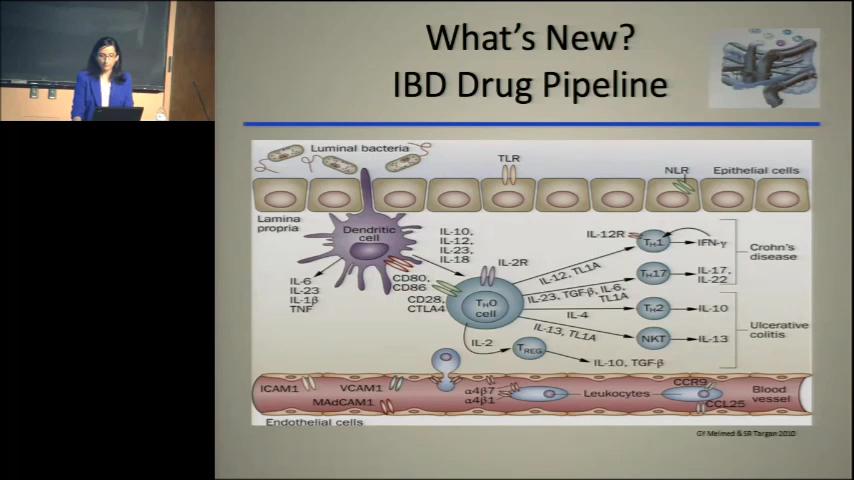 What's New?
IBD Drug Pipeline
Luminal bacteria
TLR
NLR
Epithelial cells
Lamina
propria
Dendritic
cell
IL-10,
IL-12,
IL-23,
IL-18
IL-2R
IL-12R
TH1
IFN-γ
Crohn's
disease
IL-12, TL1A
CD80,
CD86
IL-6
IL-23
IL-1β
TNF
CD28,
CTLA4
TH0
cell
IL-23, TGF-β, IL-6,
TL1A
TH17
IL-17,
IL-22
IL-4
TH2
IL-10
IL-13, TL1A
NKT
IL-13
Ulcerative
colitis
IL-2
TREG
IL-10, TGF-β
ICAM1
VCAM1
MAdCAM1
α4β7
α4β1
Leukocytes
CCR9
CCL25
Blood
vessel
Endothelial cells
GY Melmed & SR Targan 2010